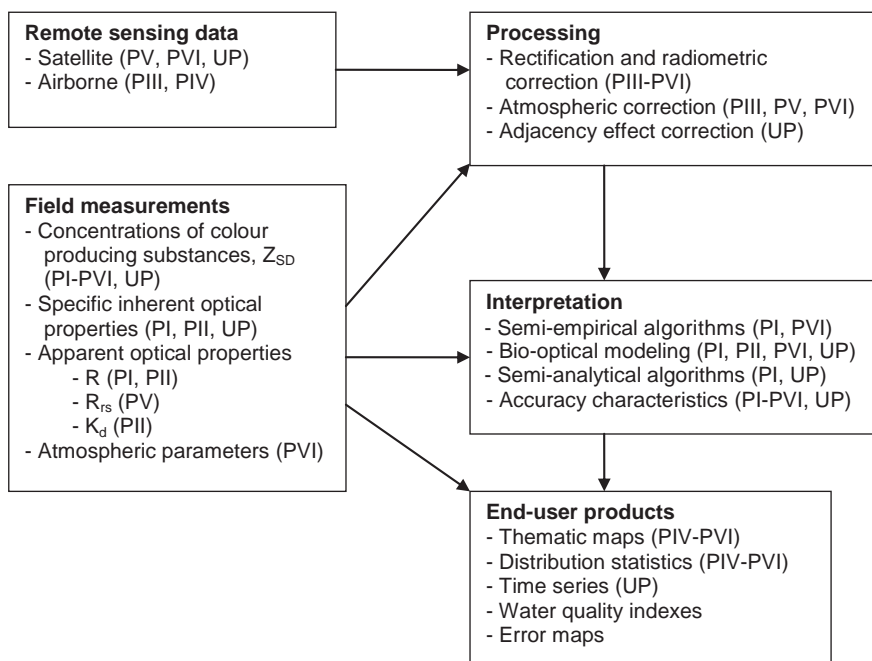 Remote sensing data
- Satellite (PV, PVI, UP)
- Airborne (PIII, PIV)
Processing
- Rectification and radiometric
correction (PIII-PVI)
- Atmospheric correction (PIII, PV, PVI)
- Adjacency effect correction (UP)
Field measurements
- Concentrations of colour
producing substances, Z_SD
(PI-PVI, UP)
- Specific inherent optical
properties (PI, PII, UP)
- Apparent optical properties
- R (PI, PII)
- R_rs (PV)
- K_d (PII)
- Atmospheric parameters (PVI)
Interpretation
- Semi-empirical algorithms (PI, PVI)
- Bio-optical modeling (PI, PII, PVI, UP)
- Semi-analytical algorithms (PI, UP)
- Accuracy characteristics (PI-PVI, UP)
End-user products
- Thematic maps (PIV-PVI)
- Distribution statistics (PIV-PVI)
- Time series (UP)
- Water quality indexes
- Error maps